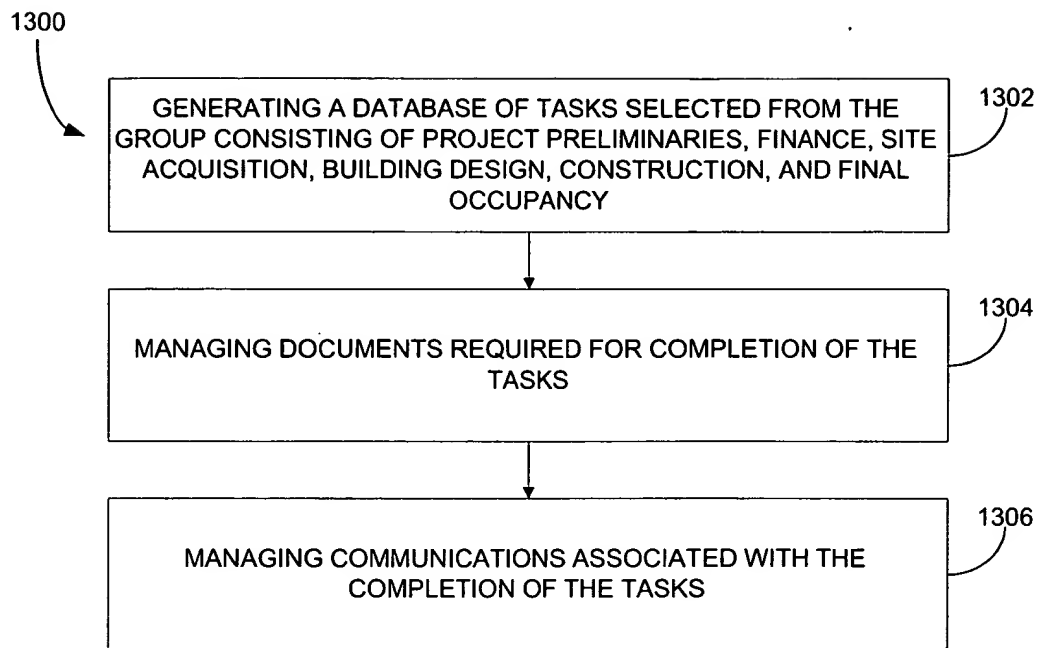 1300
GENERATING A DATABASE OF TASKS SELECTED FROM THE
GROUP CONSISTING OF PROJECT PRELIMINARIES, FINANCE, SITE
ACQUISITION, BUILDING DESIGN, CONSTRUCTION, AND FINAL
OCCUPANCY
1302
MANAGING DOCUMENTS REQUIRED FOR COMPLETION OF THE
TASKS
1304
MANAGING COMMUNICATIONS ASSOCIATED WITH THE
COMPLETION OF THE TASKS
1306